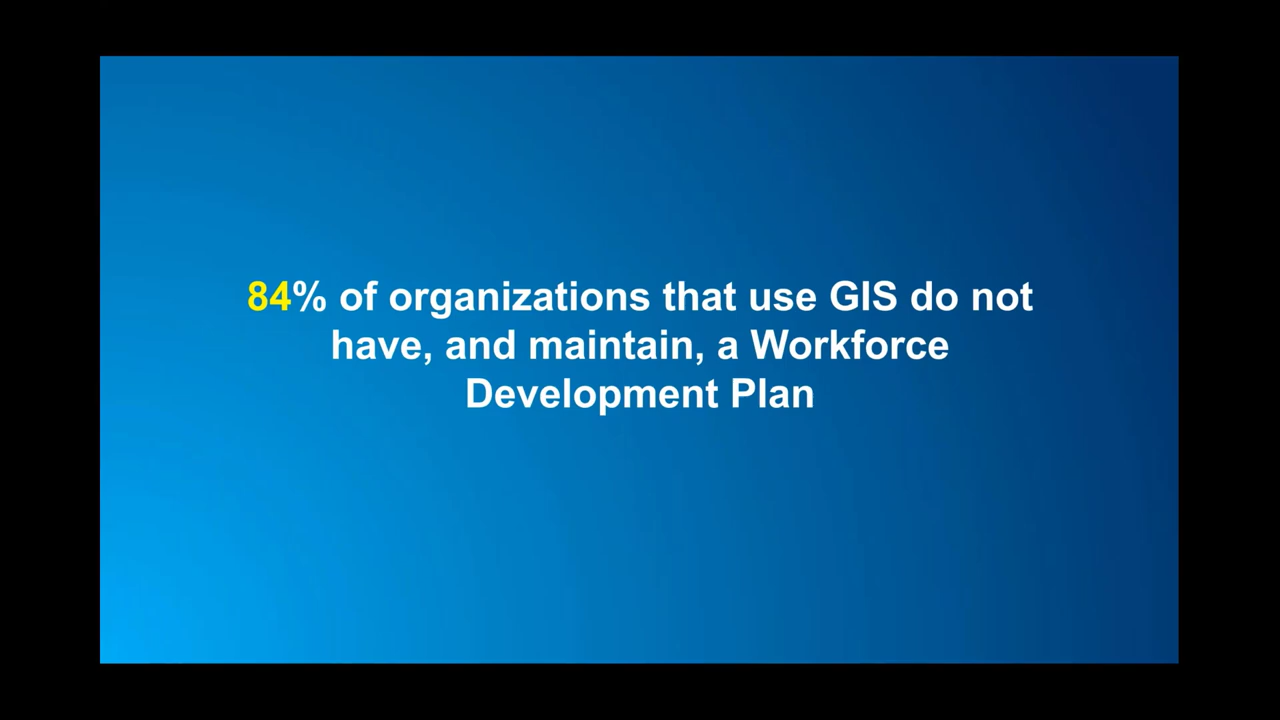 84% of organizations that use GIS do not
have, and maintain, a Workforce
Development Plan